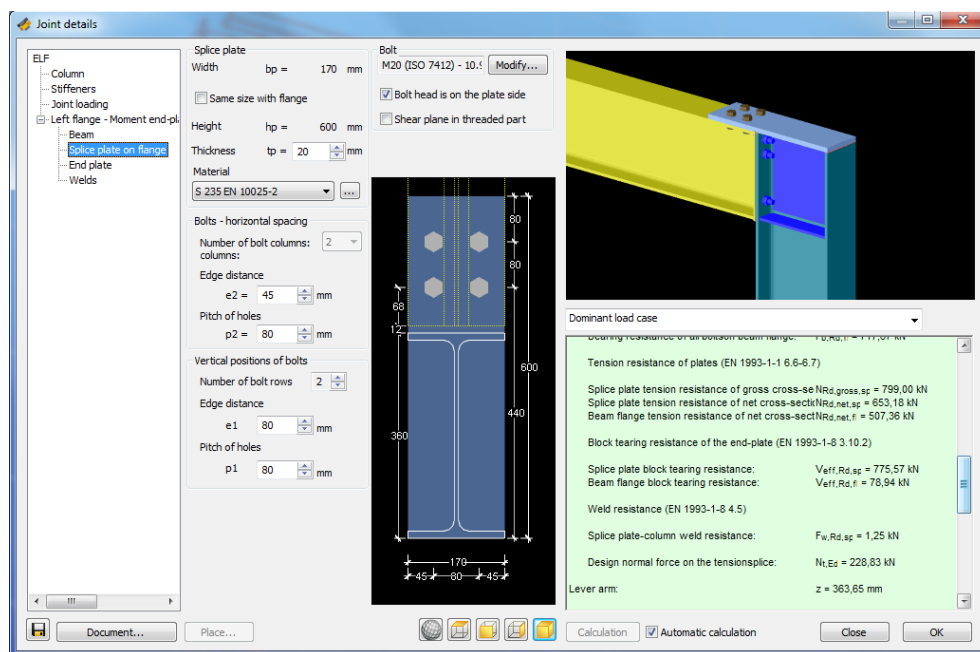 Joint details
ELF
Column
Stiffeners
Joint loading
Left flange - Moment end-pl
Beam
Splice plate on flange
End plate
Welds
Splice plate
Width bp = 170 mm
Same size with flange
Height hp = 600 mm
Thickness tp = 20 mm
Material
S 235 EN 10025-2
...
Bolts - horizontal spacing
Number of bolt columns: 2
columns:
Edge distance
e2 = 45 mm
Pitch of holes
p2 = 80 mm
Vertical positions of bolts
Number of bolt rows 2
Edge distance
e1 80 mm
Pitch of holes
p1 80 mm
Bolt
M20 (ISO 7412) - 10.9 Modify...
Bolt head is on the plate side
Shear plane in threaded part
80
80
68
12
600
440
360
170
45 80 45
Dominant load case
Bearing resistance of all boltson beam flange: Fb,Rd,fl =
Tension resistance of plates (EN 1993-1-1 6.6-6.7)
Splice plate tension resistance of gross cross-se NRd,gross,sp = 799,00 kN
Splice plate tension resistance of net cross-secti NRd,net,sp = 653,18 kN
Beam flange tension resistance of net cross-sect NRd,net,fl = 507,36 kN
Block tearing resistance of the end-plate (EN 1993-1-8 3.10.2)
Splice plate block tearing resistance: Veff,Rd,sp = 775,57 kN
Beam flange block tearing resistance: Veff,Rd,fl = 78,94 kN
Weld resistance (EN 1993-1-8 4.5)
Splice plate-column weld resistance: Fw,Rd,sp = 1,25 kN
Design normal force on the tensionsplice: Nt,Ed = 228,83 kN
Lever arm: z = 363,65 mm
Document...
Place...
Calculation
Automatic calculation
Close
OK